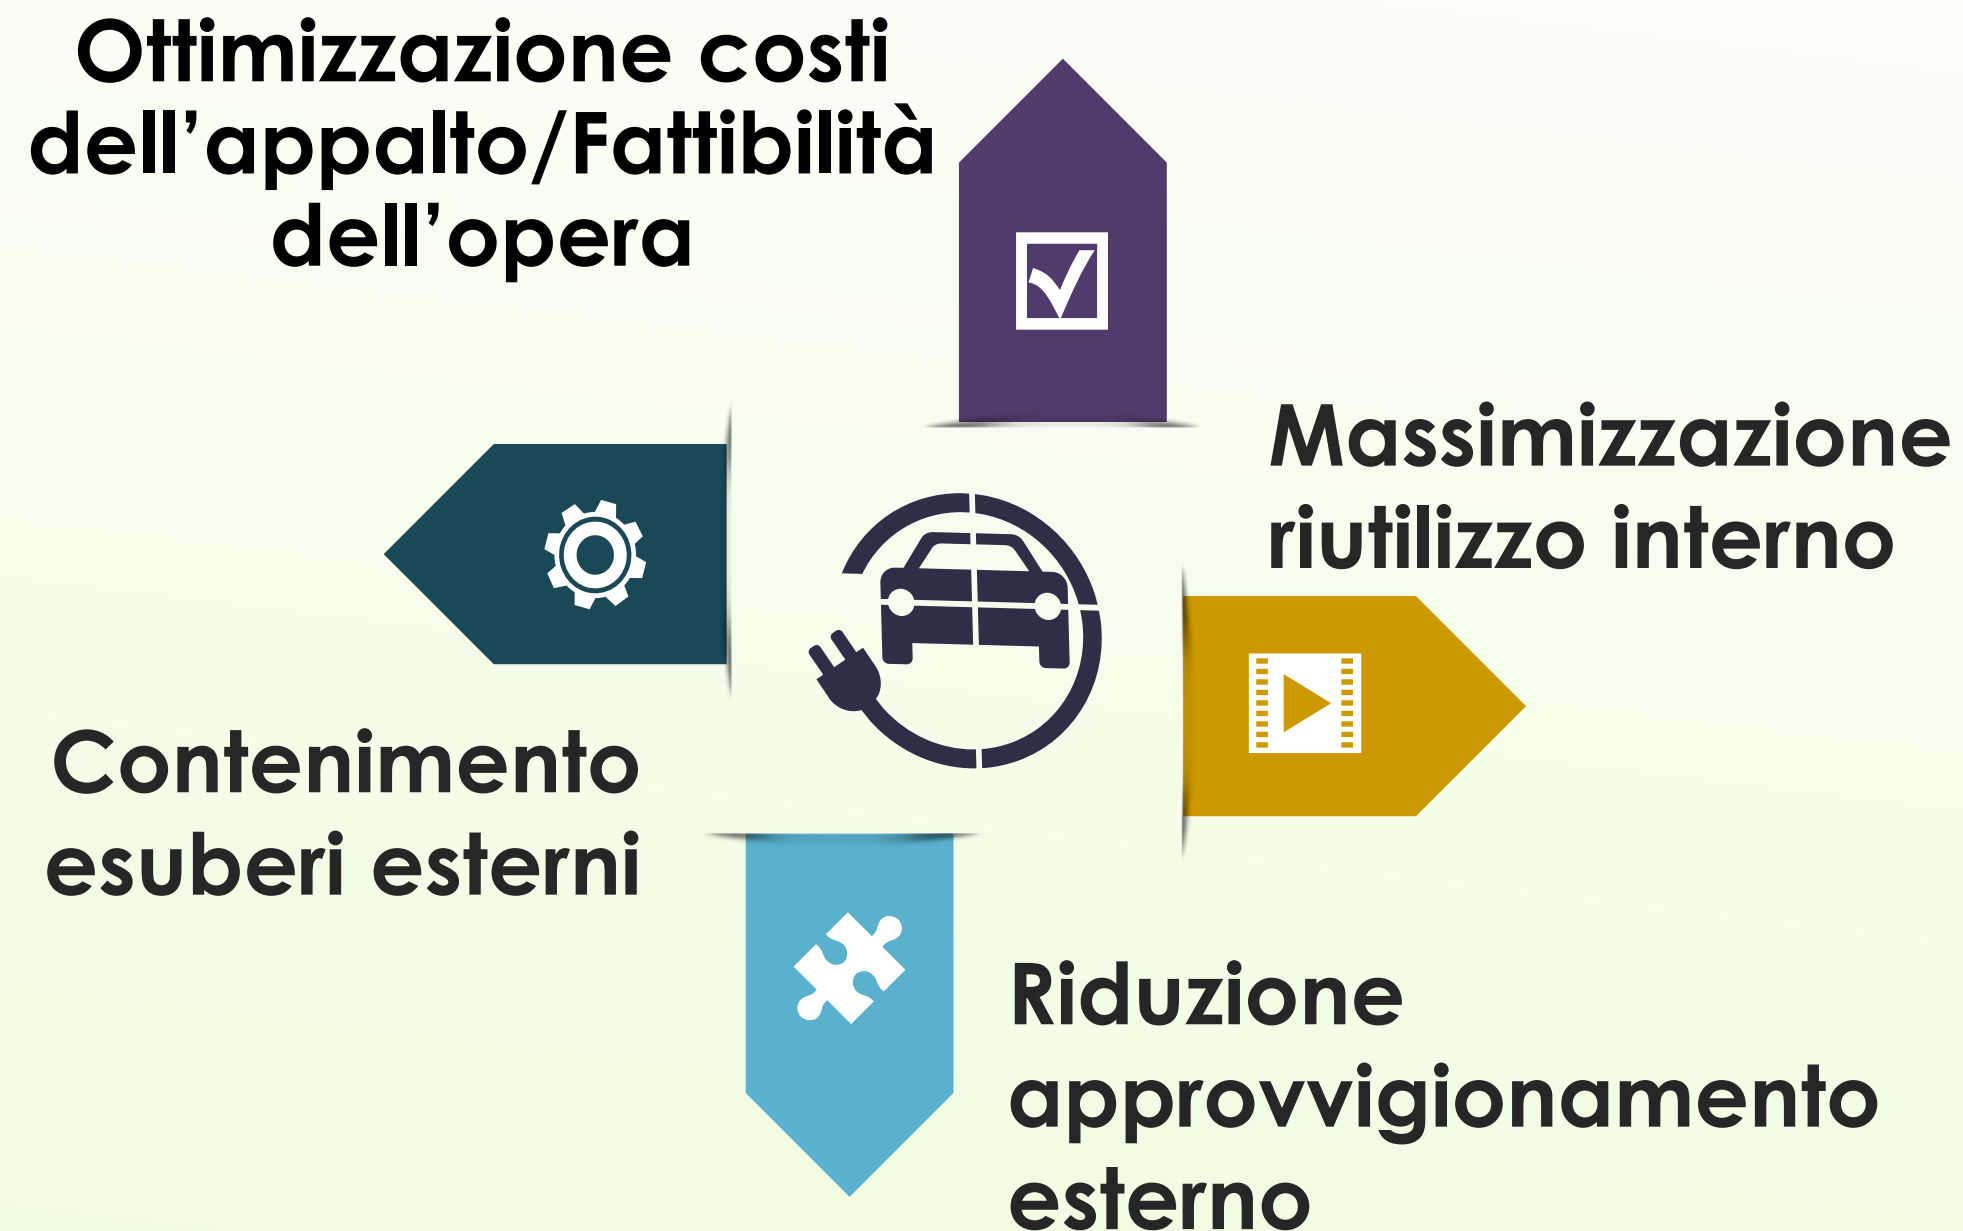 Ottimizzazione costi
dell’appalto/Fattibilità
dell’opera
Massimizzazione
riutilizzo interno
Contenimento
esuberi esterni
Riduzione
approvvigionamento
esterno